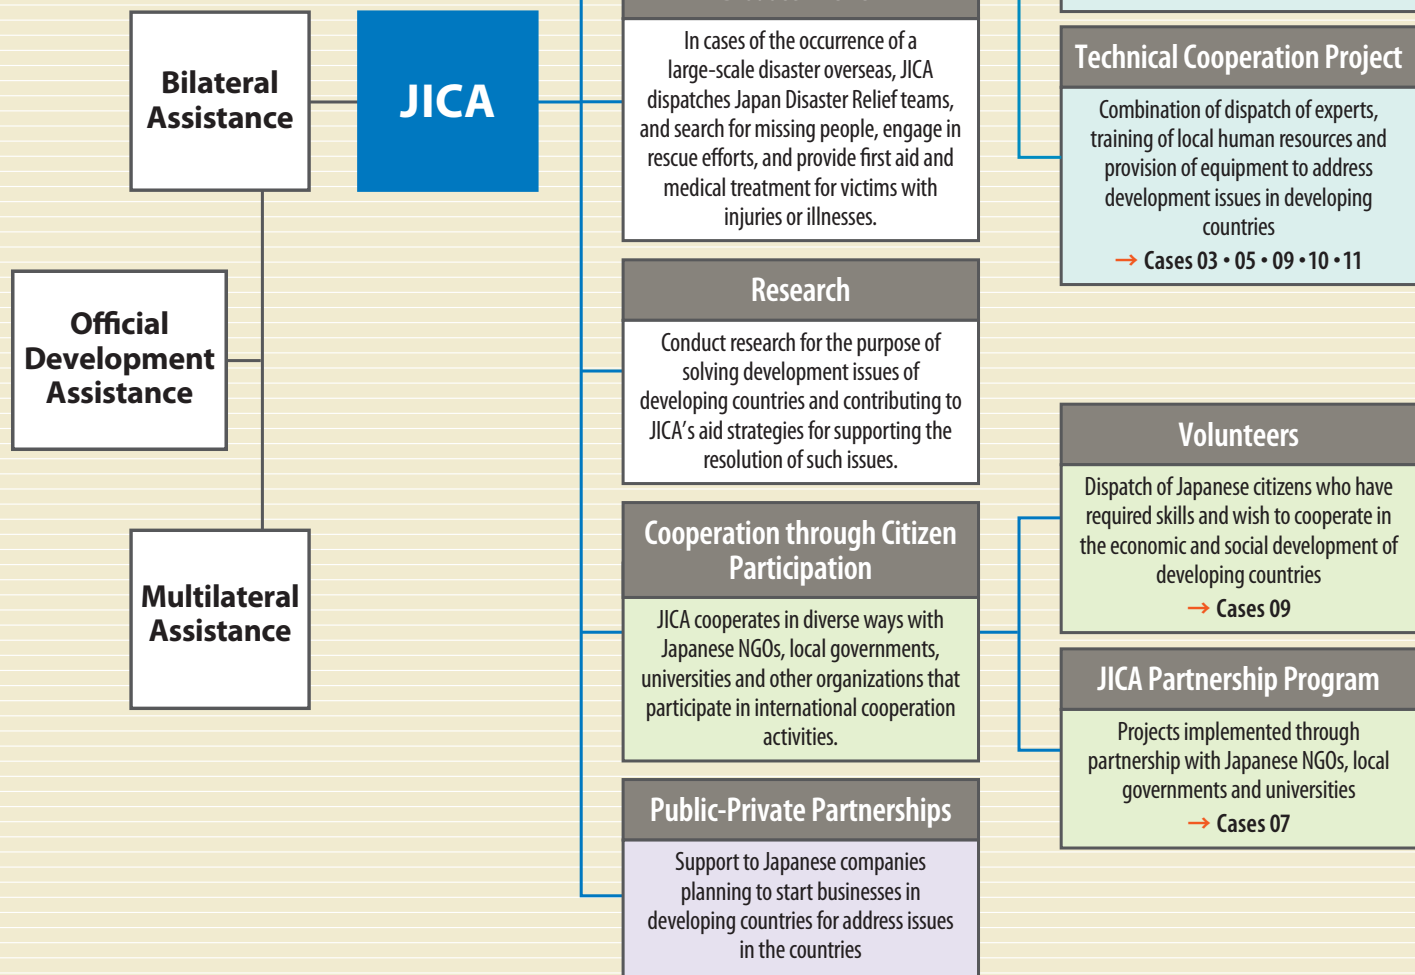 Bilateral
Assistance
JICA
Official
Development
Assistance
Multilateral
Assistance
In cases of the occurrence of a
large-scale disaster overseas, JICA
dispatches Japan Disaster Relief teams,
and search for missing people, engage in
rescue efforts, and provide first aid and
medical treatment for victims with
injuries or illnesses.
Research
Conduct research for the purpose of
solving development issues of
developing countries and contributing to
JICA's aid strategies for supporting the
resolution of such issues.
Cooperation through Citizen
Participation
JICA cooperates in diverse ways with
Japanese NGOs, local governments,
universities and other organizations that
participate in international cooperation
activities.
Public-Private Partnerships
Support to Japanese companies
planning to start businesses in
developing countries for address issues
in the countries
Technical Cooperation Project
Combination of dispatch of experts,
training of local human resources and
provision of equipment to address
development issues in developing
countries
→ Cases 03 • 05 • 09 • 10 • 11
Volunteers
Dispatch of Japanese citizens who have
required skills and wish to cooperate in
the economic and social development of
developing countries
→ Cases 09
JICA Partnership Program
Projects implemented through
partnership with Japanese NGOs, local
governments and universities
→ Cases 07